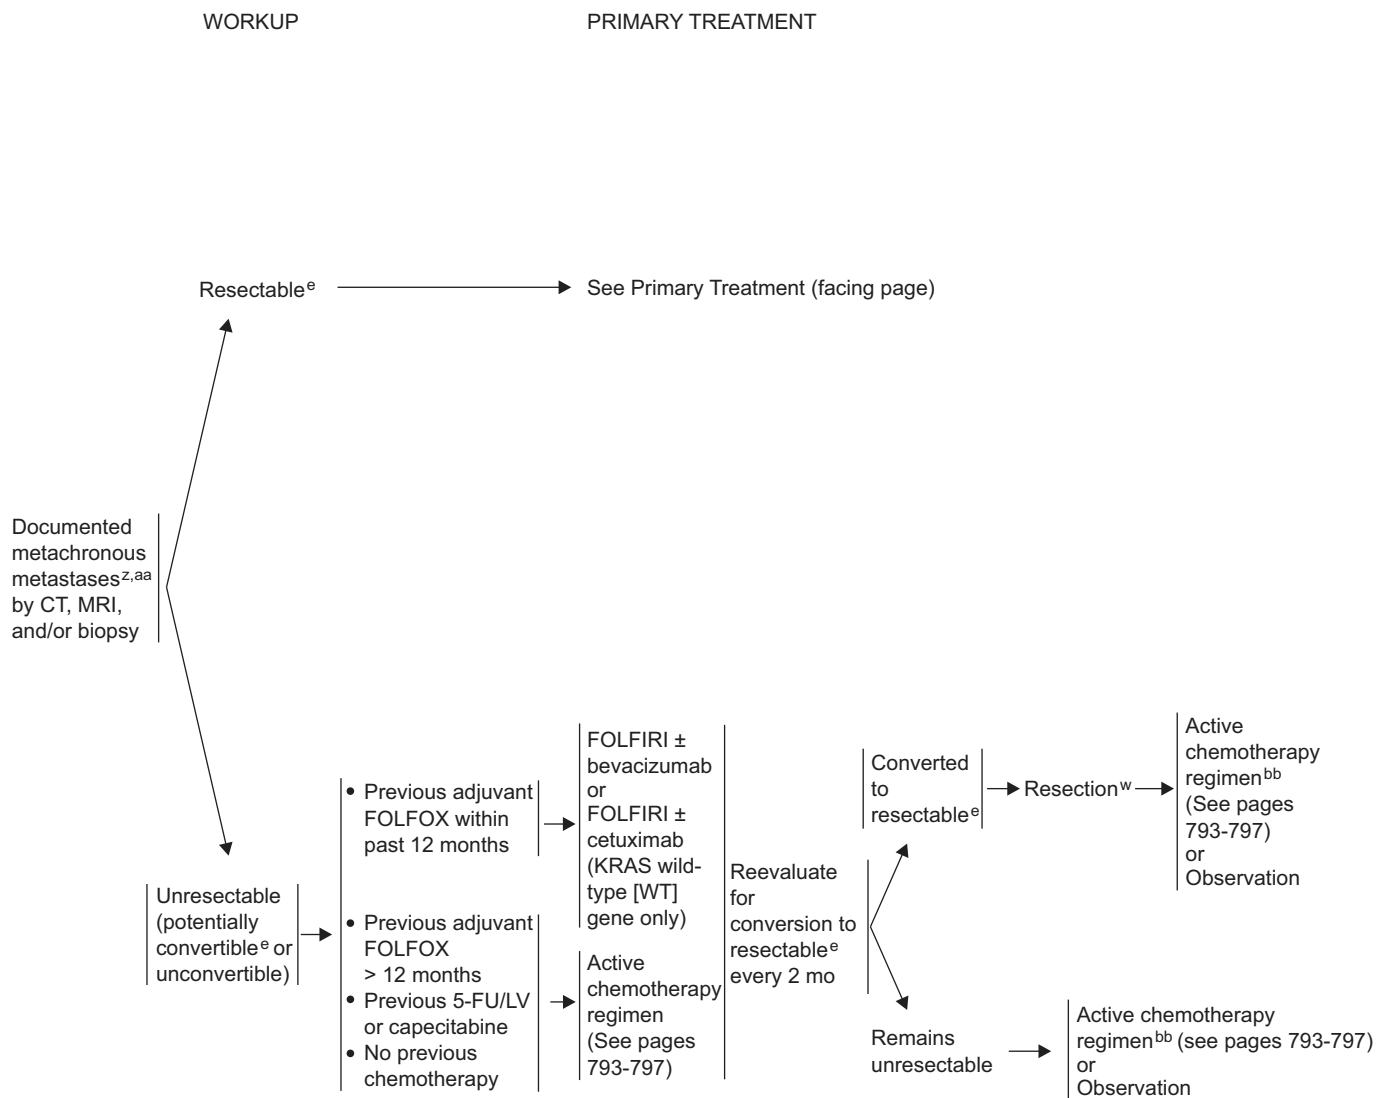 WORKUP
PRIMARY TREATMENT
Resectable e
See Primary Treatment (facing page)
Documented
metachronous
metastases z,aa
by CT, MRI,
and/or biopsy
Unresectable
(potentially
convertible e or
unconvertible)
• Previous adjuvant
FOLFOX within
past 12 months
• Previous adjuvant
FOLFOX
> 12 months
• Previous 5-FU/LV
or capecitabine
• No previous
chemotherapy
FOLFIRI ±
bevacizumab
or
FOLFIRI ±
cetuximab
(KRAS wild-
type [WT]
gene only)
Active
chemotherapy
regimen
(See pages
793-797)
Reevaluate
for
conversion to
resectable e
every 2 mo
Converted
to
resectable e
Resection w
Active
chemotherapy
regimen bb
(See pages
793-797)
or
Observation
Remains
unresectable
Active chemotherapy
regimen bb (see pages 793-797)
or
Observation